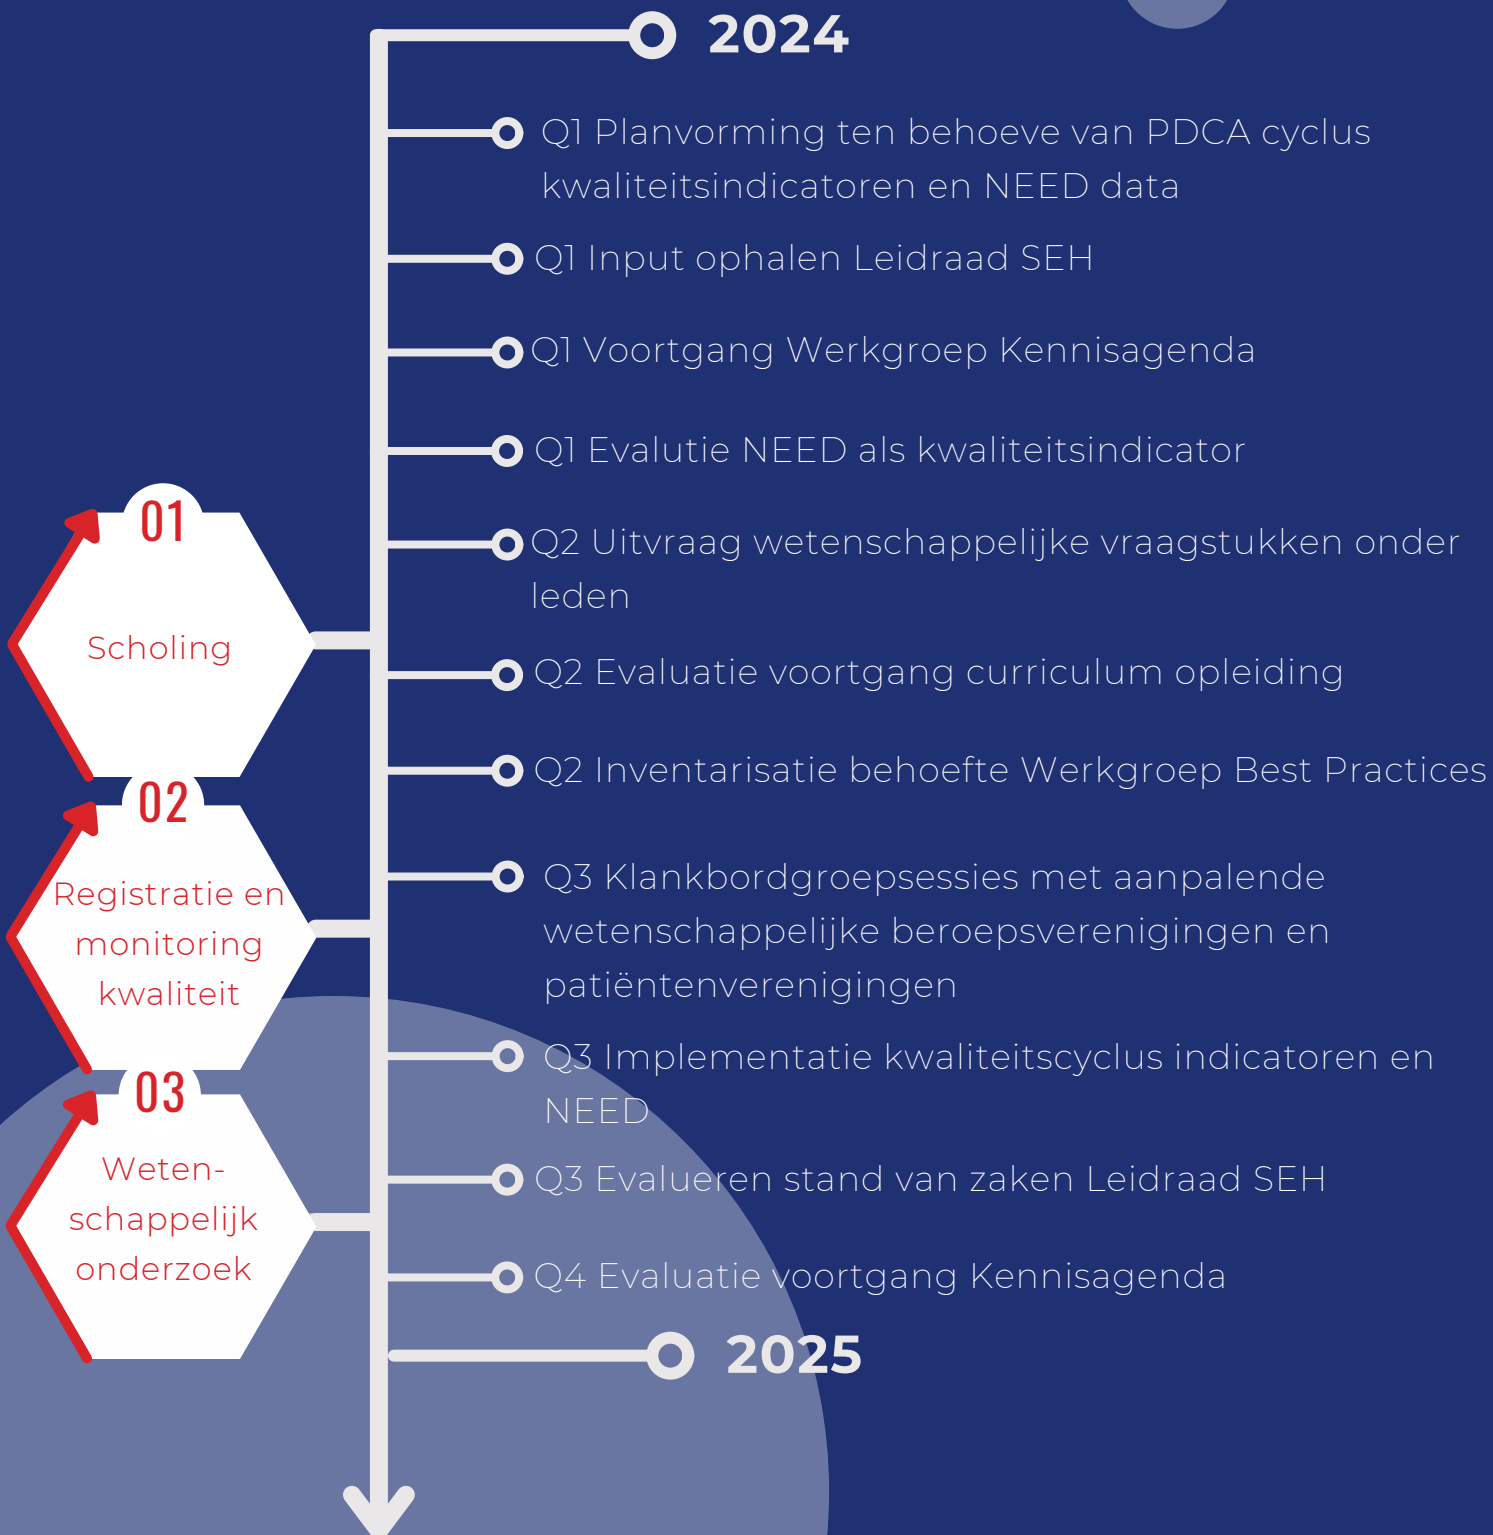 2024
Q1 Planvorming ten behoeve van PDCA cyclus
kwaliteitsindicatoren en NEED data
Q1 Input ophalen Leidraad SEH
Q1 Voortgang Werkgroep Kennisagenda
Q1 Evalutie NEED als kwaliteitsindicator
Q2 Uitvraag wetenschappelijke vraagstukken onder
leden
Q2 Evaluatie voortgang curriculum opleiding
Q2 Inventarisatie behoefte Werkgroep Best Practices
Q3 Klankbordgroepsessies met aanpalende
wetenschappelijke beroepsverenigingen en
patiëntenverenigingen
Q3 Implementatie kwaliteitscyclus indicatoren en
NEED
Q3 Evalueren stand van zaken Leidraad SEH
Q4 Evaluatie voortgang Kennisagenda
2025
01
Scholing
02
Registratie en
monitoring
kwaliteit
03
Weten-
schappelijk
onderzoek